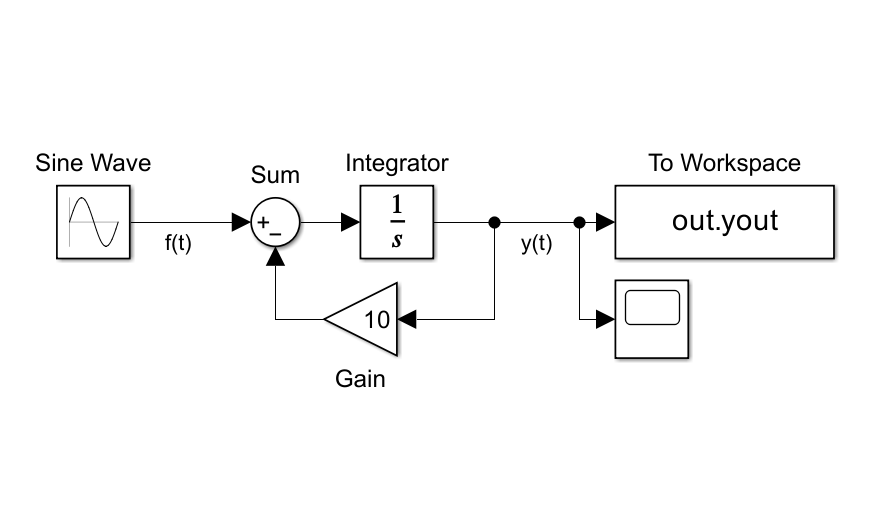 Sine Wave
Sum
Integrator
To Workspace
+
−
1
s
out.yout
f(t)
y(t)
10
Gain